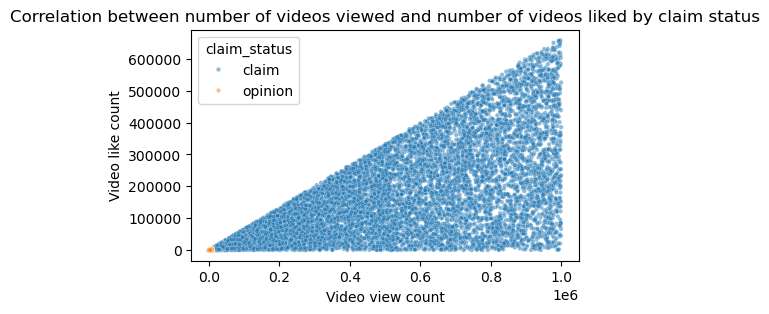 Correlation between number of videos viewed and number of videos liked by claim status
claim_status
claim
opinion
Video like count
600000
500000
400000
300000
200000
100000
0
0.0 0.2 0.4 0.6 0.8 1.0
1e6
Video view count